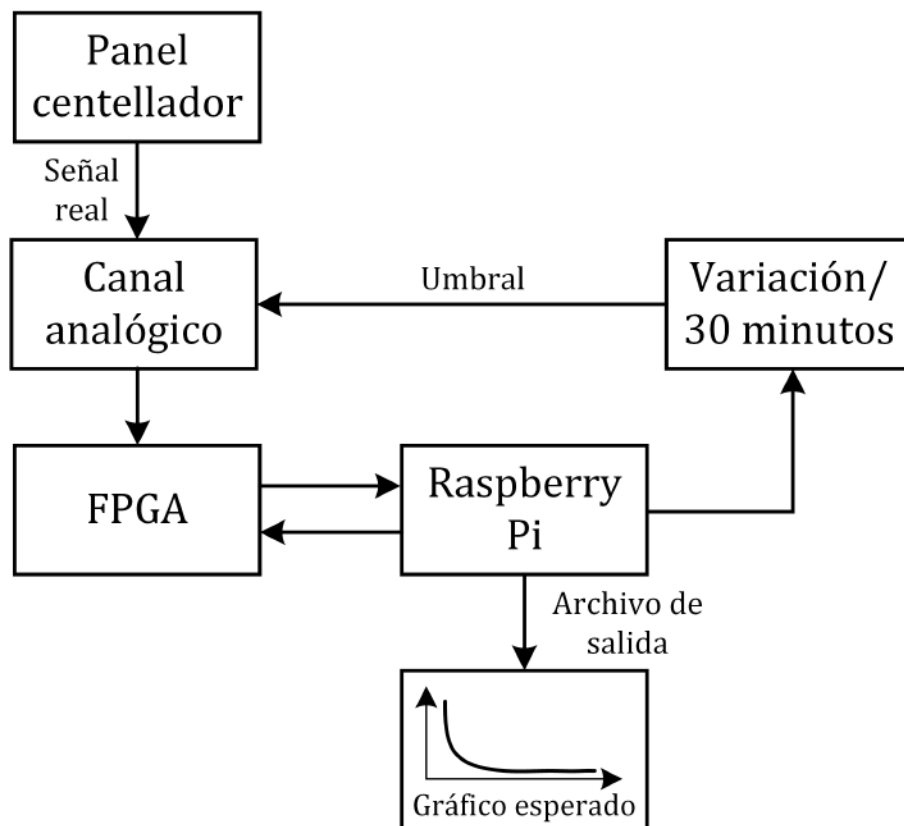 Panel
centellador
Señal
real
Canal
analógico
Umbral
Variación/
30 minutos
FPGA
Raspberry
Pi
Archivo de
salida
Gráfico esperado